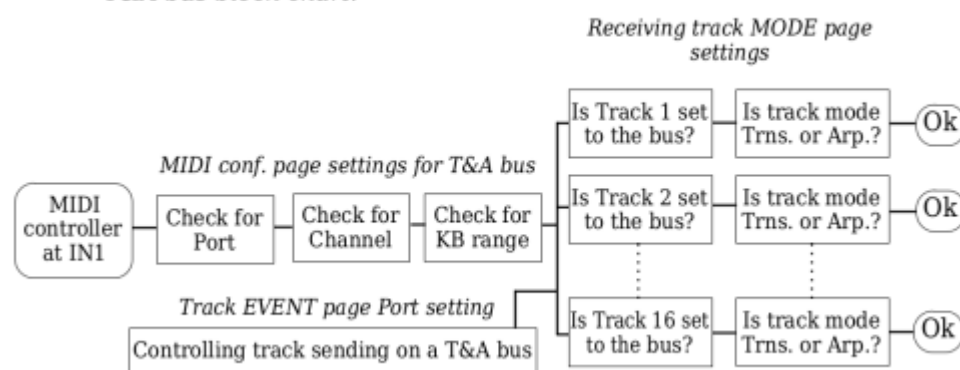 Receiving track MODE page
settings
Is Track 1 set
to the bus?
Is track mode
Trns. or Arp.?
Ok
MIDI conf. page settings for T&A bus
MIDI
controller
at IN1
Check for
Port
Check for
Channel
Check for
KB range
Is Track 2 set
to the bus?
Is track mode
Trns. or Arp.?
Ok
Track EVENT page Port setting
Controlling track sending on a T&A bus
Is Track 16 set
to the bus?
Is track mode
Trns. or Arp.?
Ok